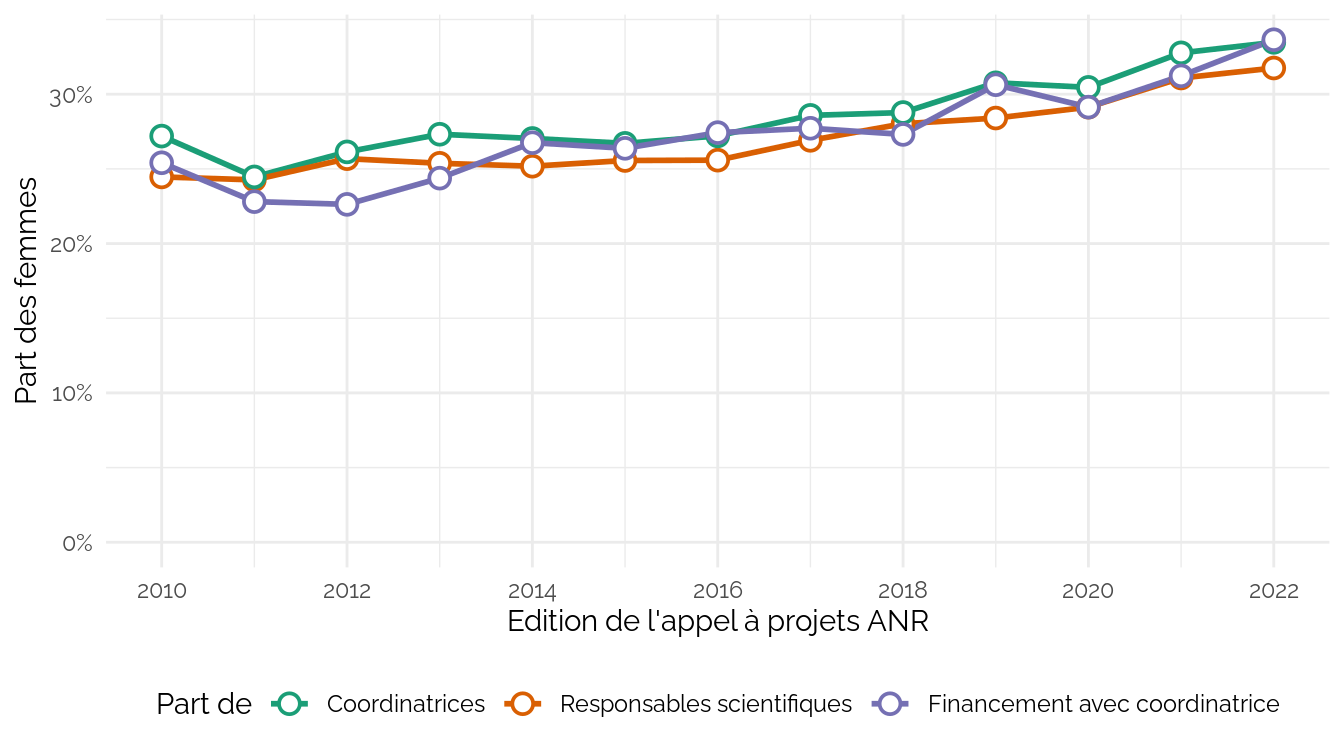 Part des femmes
30%
20%
10%
0%
2010 2012 2014 2016 2018 2020 2022
Edition de l'appel à projets ANR
Part de Coordinatrices Responsables scientifiques Financement avec coordinatrice